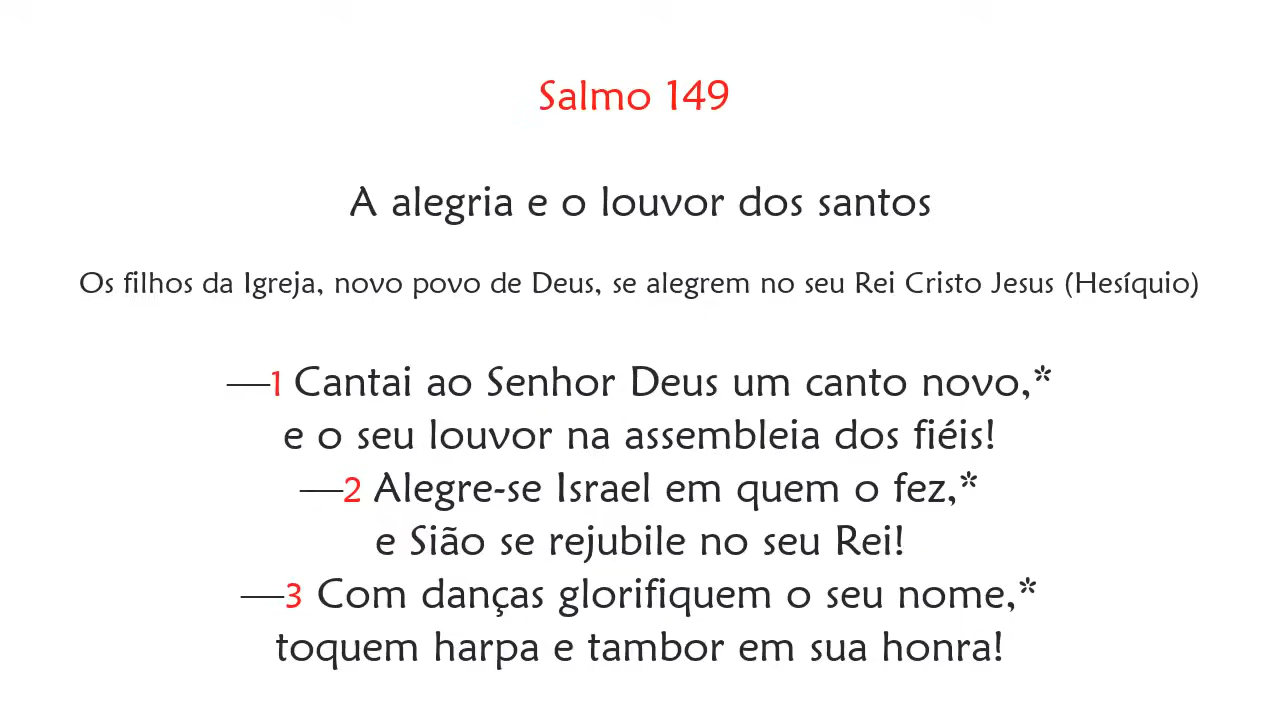 Salmo 149
A alegria e o louvor dos santos
Os filhos da Igreja, novo povo de Deus, se alegrem no seu Rei Cristo Jesus (Hesíquio)
—1 Cantai ao Senhor Deus um canto novo,*
e o seu louvor na assembleia dos fiéis!
—2 Alegre-se Israel em quem o fez,*
e Sião se rejubile no seu Rei!
—3 Com danças glorifiquem o seu nome,*
toquem harpa e tambor em sua honra!